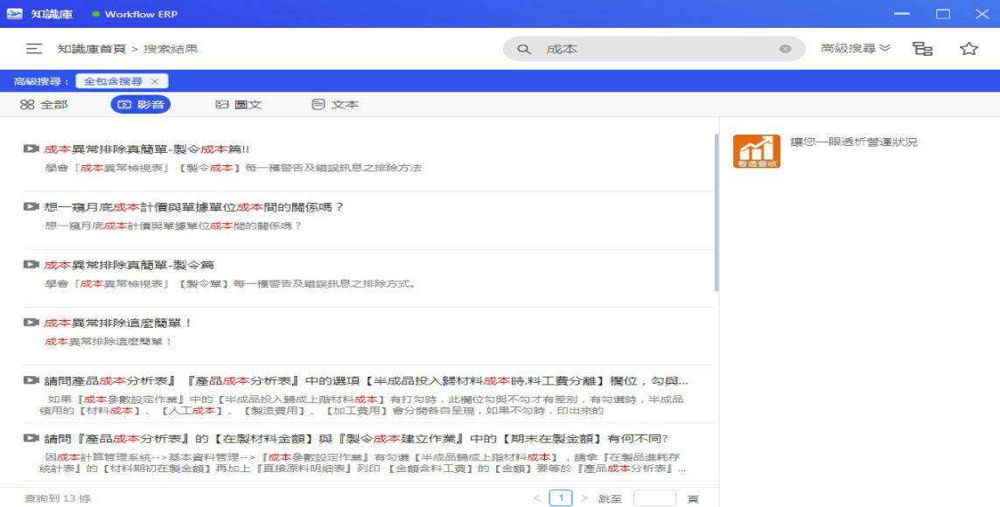 知識庫 Workflow ERP
知識庫首頁 > 搜索結果 成本 高級搜尋
高級搜尋： 全包含搜尋 ×
全部 影音 圖文 文本
成本異常排除真簡單-製令成本篇!!
學會「成本異常檢視表」【製令成本】每一種警告及錯誤訊息之排除方法
想一窺月底成本計價與單據單位成本間的關係嗎？
想一窺月底成本計價與單據單位成本間的關係嗎？
成本異常排除真簡單-製令篇
學會「成本異常檢視表」【製令單】每一種警告及錯誤訊息之排除方式。
成本異常排除這麼簡單！
成本異常排除這麼簡單！
請問產品成本分析表』『產品成本分析表』中的選項【半成品投入歸材料成本時.料工費分離】欄位，勾與...
如果『成本參數設定作業』中的【半成品投入歸成上階材料成本】有打勾時，此欄位勾與不勾才有差別，有勾選時，半成品
領用的【材料成本】、【人工成本】、【製造費用】、【加工費用】會分開各自呈現，如果不勾時，印出來的
請問『產品成本分析表』的【在製材料金額】與『製令成本建立作業』中的【期末在製金額】有何不同?
因成本計算管理系統-->基本資料管理-->『成本參數設定作業』有勾選【半成品歸成上階材料成本】，請拿『在製品進耗存
統計表』的【材料期初在製金額】再加上『直接原料明細表』列印 【金額含料工費】的【金額】要等於『產品成本分析表』...
看透營收
讓您一眼透析營運狀況
查詢到 13 條 < 1 > 跳至 頁